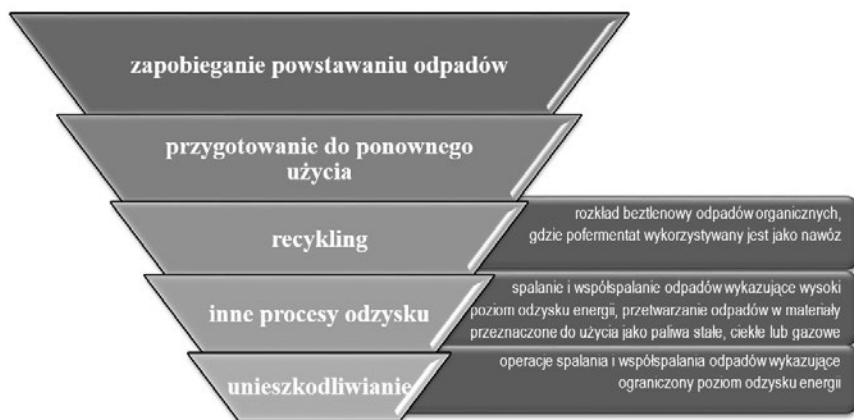 zapobieganie powstawaniu odpadów
przygotowanie do ponownego
użycia
recykling
rozkład beztlenowy odpadów organicznych,
gdzie pofermentat wykorzystywany jest jako nawóz
inne procesy odzysku
spalanie i współspalanie odpadów wykazujące wysoki
poziom odzysku energii, przetwarzanie odpadów w materiały
przeznaczone do użycia jako paliwa stałe, ciekłe lub gazowe
unieszkodliwianie
operacje spalania i współspalania odpadów wykazujące
ograniczony poziom odzysku energii